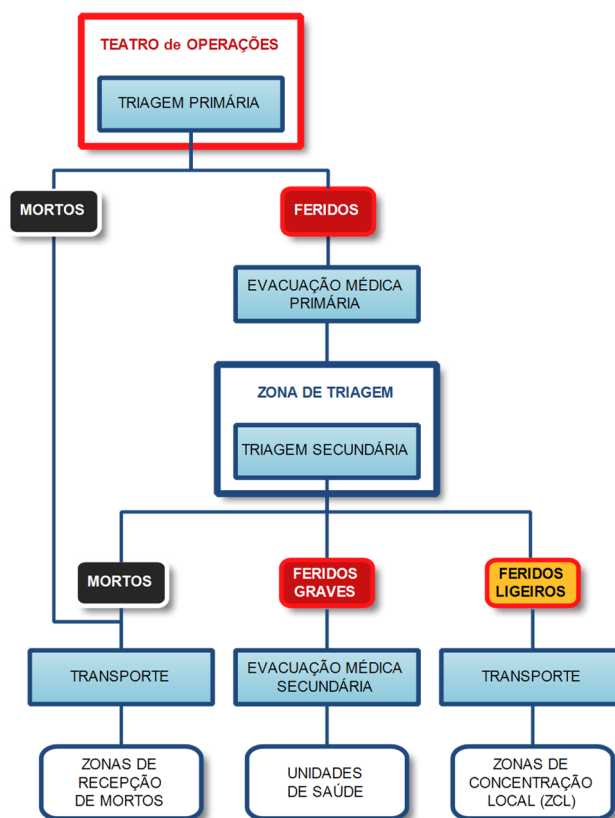 TEATRO de OPERAÇÕES
TRIAGEM PRIMÁRIA
MORTOS
FERIDOS
EVACUAÇÃO MÉDICA
PRIMÁRIA
ZONA DE TRIAGEM
TRIAGEM SECUNDÁRIA
MORTOS
FERIDOS
GRAVES
FERIDOS
LIGEIROS
TRANSPORTE
EVACUAÇÃO MÉDICA
SECUNDÁRIA
TRANSPORTE
ZONAS DE
RECEPÇÃO
DE MORTOS
UNIDADES
DE SAÚDE
ZONAS DE
CONCENTRAÇÃO
LOCAL (ZCL)